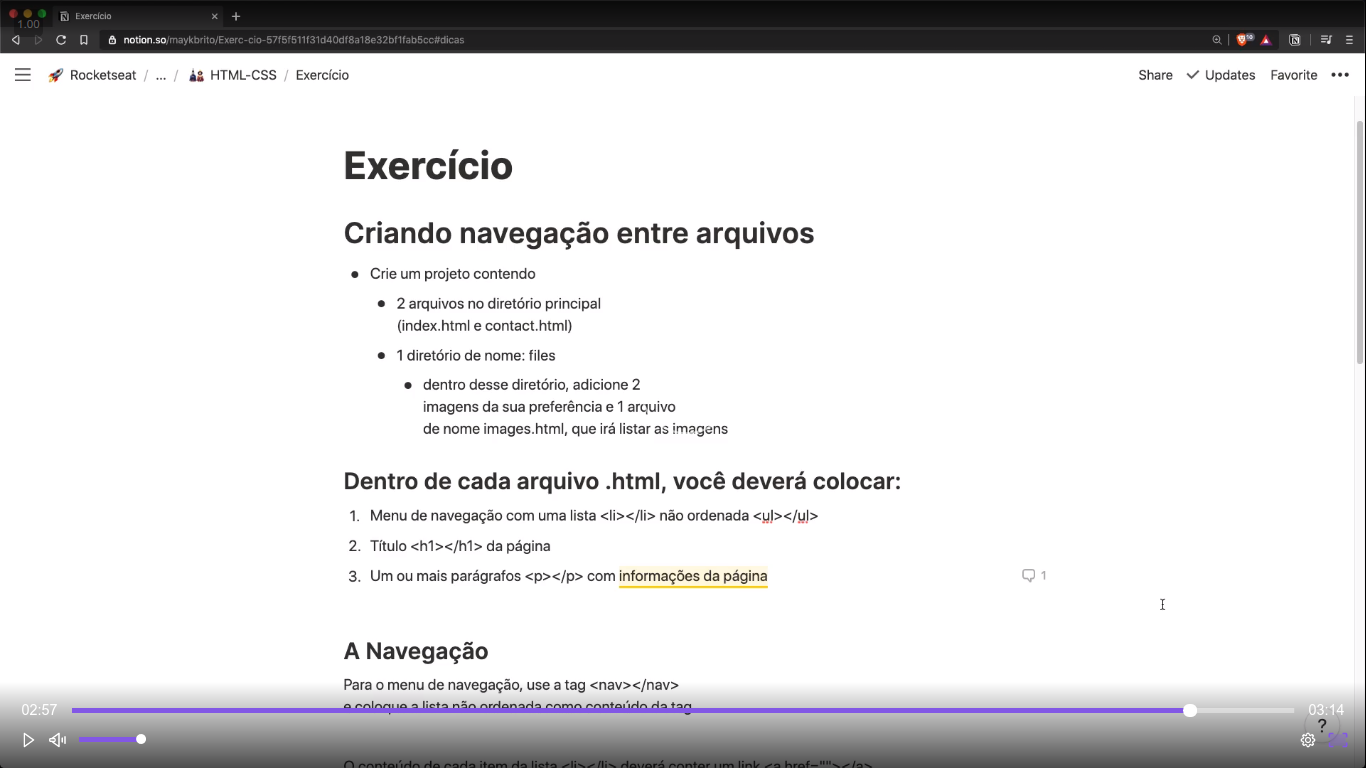 Exercício
1.00
notion.so/maykbrito/Exerc-cio-57f5f511f31d40df8a18e32bf1fab5cc#dicas
Rocketseat / ... / HTML-CSS / Exercício
Share Updates Favorite
Exercício
Criando navegação entre arquivos
Crie um projeto contendo
2 arquivos no diretório principal
(index.html e contact.html)
1 diretório de nome: files
dentro desse diretório, adicione 2
imagens da sua preferência e 1 arquivo
de nome images.html, que irá listar as imagens
Dentro de cada arquivo .html, você deverá colocar:
1. Menu de navegação com uma lista <li></li> não ordenada <ul></ul>
2. Título <h1></h1> da página
3. Um ou mais parágrafos <p></p> com informações da página
1
A Navegação
Para o menu de navegação, use a tag <nav></nav>
e coloque a lista não ordenada como conteúdo da tag
02:57
03:14
?
O conteúdo de cada item da lista <li></li> deverá conter um link <a href=""></a>